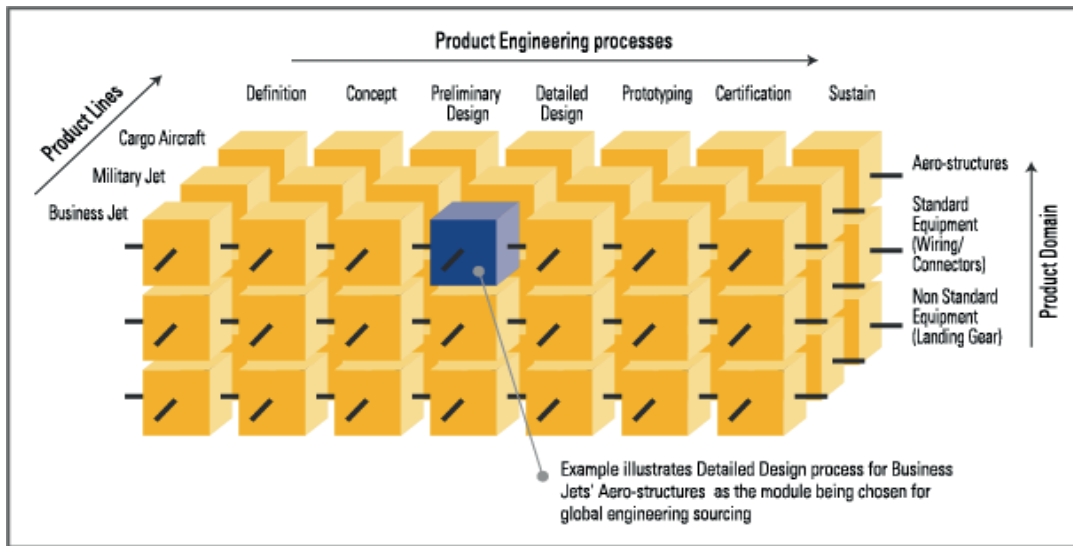 Product Engineering processes
Product Lines
Definition
Concept
Preliminary
Design
Detailed
Design
Prototyping
Certification
Sustain
Cargo Aircraft
Military Jet
Business Jet
Aero-structures
Standard
Equipment
(Wiring/
Connectors)
Non Standard
Equipment
(Landing Gear)
Product Domain
Example illustrates Detailed Design process for Business
Jets' Aero-structures as the module being chosen for
global engineering sourcing